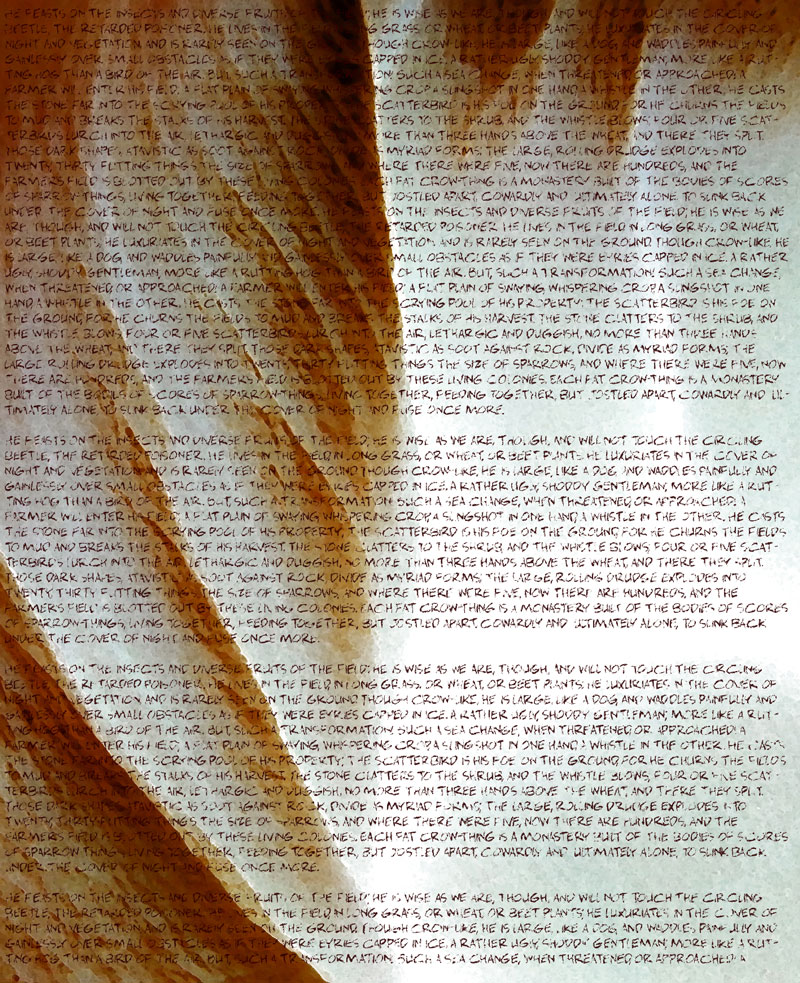 HE FEASTS ON THE INSECTS AND DIVERSE FRUITS OF THE FIELD; HE IS WISE AS WE ARE, THOUGH, AND WILL NOT TOUCH THE CIRCLING
BEETLE, THE RETARDED POISONER. HE LIVES IN THE FIELD, IN LONG GRASS, OR WHEAT, OR BEET PLANTS; HE LUXURIATES IN THE COVER OF
NIGHT AND VEGETATION, AND IS RARELY SEEN ON THE GROUND. THOUGH CROW-LIKE, HE IS LARGE, LIKE A DOG, AND WADDLES PAINFULLY AND
GAINLESSLY OVER SMALL OBSTACLES AS IF THEY WERE EYRIES CAPPED IN ICE. A RATHER UGLY, SHODDY GENTLEMAN; MORE LIKE A RUT-
TING HOG THAN A BIRD OF THE AIR. BUT, SUCH A TRANSFORMATION! SUCH A SEA CHANGE, WHEN THREATENED, OR APPROACHED: A
FARMER WILL ENTER HIS FIELD, A FLAT PLAIN OF SWAYING, WHISPERING CROP. A SLINGSHOT IN ONE HAND, A WHISTLE IN THE OTHER. HE CASTS
THE STONE FAR INTO THE SCRYING POOL OF HIS PROPERTY; THE SCATTERBIRD IS HIS FOE ON THE GROUND, FOR HE CHURNS THE FIELDS
TO MUD AND BREAKS THE STALKS OF HIS HARVEST. THE STONE CLATTERS TO THE SHRUB, AND THE WHISTLE BLOWS. FOUR OR FIVE SCAT-
TERBIRDS LURCH INTO THE AIR, LETHARGIC AND DUGGISH, NO MORE THAN THREE HANDS ABOVE THE WHEAT, AND THERE THEY SPLIT.
THOSE DARK SHAPES, ATAVISTIC AS SOOT AGAINST ROCK, DIVIDE AS MYRIAD FORMS; THE LARGE, ROLLING DRUDGE EXPLODES INTO
TWENTY, THIRTY FLITTING THINGS THE SIZE OF SPARROWS, AND WHERE THERE WERE FIVE, NOW THERE ARE HUNDREDS, AND THE
FARMERS FIELD IS BLOTTED OUT BY THESE LIVING COLONIES. EACH FAT CROW-THING IS A MONASTERY BUILT OF THE BODIES OF SCORES
OF SPARROW-THINGS, LIVING TOGETHER, FEEDING TOGETHER, BUT JOSTLED APART, COWARDLY AND ULTIMATELY ALONE, TO SLINK BACK
UNDER THE COVER OF NIGHT AND FUSE ONCE MORE. HE FEASTS ON THE INSECTS AND DIVERSE FRUITS OF THE FIELD; HE IS WISE AS WE
ARE, THOUGH, AND WILL NOT TOUCH THE CIRCLING BEETLE, THE RETARDED POISONER. HE LIVES IN THE FIELD, IN LONG GRASS, OR WHEAT,
OR BEET PLANTS; HE LUXURIATES IN THE COVER OF NIGHT AND VEGETATION, AND IS RARELY SEEN ON THE GROUND. THOUGH CROW-LIKE, HE
IS LARGE, LIKE A DOG, AND WADDLES PAINFULLY AND GAINLESSLY OVER SMALL OBSTACLES AS IF THEY WERE EYRIES CAPPED IN ICE. A RATHER
UGLY, SHODDY GENTLEMAN; MORE LIKE A RUTTING HOG THAN A BIRD OF THE AIR. BUT, SUCH A TRANSFORMATION! SUCH A SEA CHANGE,
WHEN THREATENED, OR APPROACHED: A FARMER WILL ENTER HIS FIELD, A FLAT PLAIN OF SWAYING, WHISPERING CROP. A SLINGSHOT IN ONE
HAND, A WHISTLE IN THE OTHER. HE CASTS THE STONE FAR INTO THE SCRYING POOL OF HIS PROPERTY; THE SCATTERBIRD IS HIS FOE ON
THE GROUND, FOR HE CHURNS THE FIELDS TO MUD AND BREAKS THE STALKS OF HIS HARVEST. THE STONE CLATTERS TO THE SHRUB, AND
THE WHISTLE BLOWS. FOUR OR FIVE SCATTERBIRDS LURCH INTO THE AIR, LETHARGIC AND DUGGISH, NO MORE THAN THREE HANDS
ABOVE THE WHEAT, AND THERE THEY SPLIT. THOSE DARK SHAPES, ATAVISTIC AS SOOT AGAINST ROCK, DIVIDE AS MYRIAD FORMS; THE
LARGE, ROLLING DRUDGE EXPLODES INTO TWENTY, THIRTY FLITTING THINGS THE SIZE OF SPARROWS, AND WHERE THERE WERE FIVE, NOW
THERE ARE HUNDREDS, AND THE FARMERS FIELD IS BLOTTED OUT BY THESE LIVING COLONIES. EACH FAT CROW-THING IS A MONASTERY
BUILT OF THE BODIES OF SCORES OF SPARROW-THINGS, LIVING TOGETHER, FEEDING TOGETHER, BUT JOSTLED APART, COWARDLY AND UL-
TIMATELY ALONE, TO SLINK BACK UNDER THE COVER OF NIGHT AND FUSE ONCE MORE.
HE FEASTS ON THE INSECTS AND DIVERSE FRUITS OF THE FIELD; HE IS WISE AS WE ARE, THOUGH, AND WILL NOT TOUCH THE CIRCLING
BEETLE, THE RETARDED POISONER. HE LIVES IN THE FIELD, IN LONG GRASS, OR WHEAT, OR BEET PLANTS; HE LUXURIATES IN THE COVER OF
NIGHT AND VEGETATION, AND IS RARELY SEEN ON THE GROUND. THOUGH CROW-LIKE, HE IS LARGE, LIKE A DOG, AND WADDLES PAINFULLY AND
GAINLESSLY OVER SMALL OBSTACLES AS IF THEY WERE EYRIES CAPPED IN ICE. A RATHER UGLY, SHODDY GENTLEMAN; MORE LIKE A RUT-
TING HOG THAN A BIRD OF THE AIR. BUT, SUCH A TRANSFORMATION! SUCH A SEA CHANGE, WHEN THREATENED, OR APPROACHED: A
FARMER WILL ENTER HIS FIELD, A FLAT PLAIN OF SWAYING, WHISPERING CROP. A SLINGSHOT IN ONE HAND, A WHISTLE IN THE OTHER. HE CASTS
THE STONE FAR INTO THE SCRYING POOL OF HIS PROPERTY; THE SCATTERBIRD IS HIS FOE ON THE GROUND, FOR HE CHURNS THE FIELDS
TO MUD AND BREAKS THE STALKS OF HIS HARVEST. THE STONE CLATTERS TO THE SHRUB, AND THE WHISTLE BLOWS. FOUR OR FIVE SCAT-
TERBIRDS LURCH INTO THE AIR, LETHARGIC AND DUGGISH, NO MORE THAN THREE HANDS ABOVE THE WHEAT, AND THERE THEY SPLIT.
THOSE DARK SHAPES, ATAVISTIC AS SOOT AGAINST ROCK, DIVIDE AS MYRIAD FORMS; THE LARGE, ROLLING DRUDGE EXPLODES INTO
TWENTY, THIRTY FLITTING THINGS THE SIZE OF SPARROWS, AND WHERE THERE WERE FIVE, NOW THERE ARE HUNDREDS, AND THE
FARMERS FIELD IS BLOTTED OUT BY THESE LIVING COLONIES. EACH FAT CROW-THING IS A MONASTERY BUILT OF THE BODIES OF SCORES
OF SPARROW-THINGS, LIVING TOGETHER, FEEDING TOGETHER, BUT JOSTLED APART, COWARDLY AND ULTIMATELY ALONE, TO SLINK BACK
UNDER THE COVER OF NIGHT AND FUSE ONCE MORE.
HE FEASTS ON THE INSECTS AND DIVERSE FRUITS OF THE FIELD; HE IS WISE AS WE ARE, THOUGH, AND WILL NOT TOUCH THE CIRCLING
BEETLE, THE RETARDED POISONER. HE LIVES IN THE FIELD, IN LONG GRASS, OR WHEAT, OR BEET PLANTS; HE LUXURIATES IN THE COVER OF
NIGHT AND VEGETATION, AND IS RARELY SEEN ON THE GROUND. THOUGH CROW-LIKE, HE IS LARGE, LIKE A DOG, AND WADDLES PAINFULLY AND
GAINLESSLY OVER SMALL OBSTACLES AS IF THEY WERE EYRIES CAPPED IN ICE. A RATHER UGLY, SHODDY GENTLEMAN; MORE LIKE A RUT-
TING HOG THAN A BIRD OF THE AIR. BUT, SUCH A TRANSFORMATION! SUCH A SEA CHANGE, WHEN THREATENED, OR APPROACHED: A
FARMER WILL ENTER HIS FIELD, A FLAT PLAIN OF SWAYING, WHISPERING CROP. A SLINGSHOT IN ONE HAND, A WHISTLE IN THE OTHER. HE CASTS
THE STONE FAR INTO THE SCRYING POOL OF HIS PROPERTY; THE SCATTERBIRD IS HIS FOE ON THE GROUND, FOR HE CHURNS THE FIELDS
TO MUD AND BREAKS THE STALKS OF HIS HARVEST. THE STONE CLATTERS TO THE SHRUB, AND THE WHISTLE BLOWS. FOUR OR FIVE SCAT-
TERBIRDS LURCH INTO THE AIR, LETHARGIC AND DUGGISH, NO MORE THAN THREE HANDS ABOVE THE WHEAT, AND THERE THEY SPLIT.
THOSE DARK SHAPES, ATAVISTIC AS SOOT AGAINST ROCK, DIVIDE AS MYRIAD FORMS; THE LARGE, ROLLING DRUDGE EXPLODES INTO
TWENTY, THIRTY FLITTING THINGS THE SIZE OF SPARROWS, AND WHERE THERE WERE FIVE, NOW THERE ARE HUNDREDS, AND THE
FARMERS FIELD IS BLOTTED OUT BY THESE LIVING COLONIES. EACH FAT CROW-THING IS A MONASTERY BUILT OF THE BODIES OF SCORES
OF SPARROW-THINGS, LIVING TOGETHER, FEEDING TOGETHER, BUT JOSTLED APART, COWARDLY AND ULTIMATELY ALONE, TO SLINK BACK
UNDER THE COVER OF NIGHT AND FUSE ONCE MORE.
HE FEASTS ON THE INSECTS AND DIVERSE FRUITS OF THE FIELD; HE IS WISE AS WE ARE, THOUGH, AND WILL NOT TOUCH THE CIRCLING
BEETLE, THE RETARDED POISONER. HE LIVES IN THE FIELD, IN LONG GRASS, OR WHEAT, OR BEET PLANTS; HE LUXURIATES IN THE COVER OF
NIGHT AND VEGETATION, AND IS RARELY SEEN ON THE GROUND. THOUGH CROW-LIKE, HE IS LARGE, LIKE A DOG, AND WADDLES PAINFULLY AND
GAINLESSLY OVER SMALL OBSTACLES AS IF THEY WERE EYRIES CAPPED IN ICE. A RATHER UGLY, SHODDY GENTLEMAN; MORE LIKE A RUT-
TING HOG THAN A BIRD OF THE AIR. BUT, SUCH A TRANSFORMATION! SUCH A SEA CHANGE, WHEN THREATENED, OR APPROACHED: A